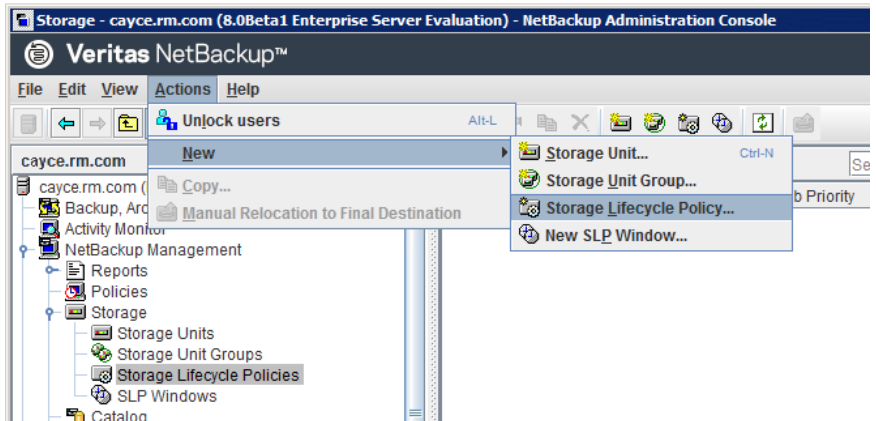 Storage - cayce.rm.com (8.0Beta1 Enterprise Server Evaluation) - NetBackup Administration Console
Veritas NetBackup™
File Edit View Actions Help
Unlock users Alt-L
New
Copy...
Manual Relocation to Final Destination
Storage Unit... Ctrl-N
Storage Unit Group...
Storage Lifecycle Policy...
New SLP Window...
Se
b Priority
cayce.rm.com
cayce.rm.com (
Backup, Arc
Activity Monitor
NetBackup Management
Reports
Policies
Storage
Storage Units
Storage Unit Groups
Storage Lifecycle Policies
SLP Windows
Catalog